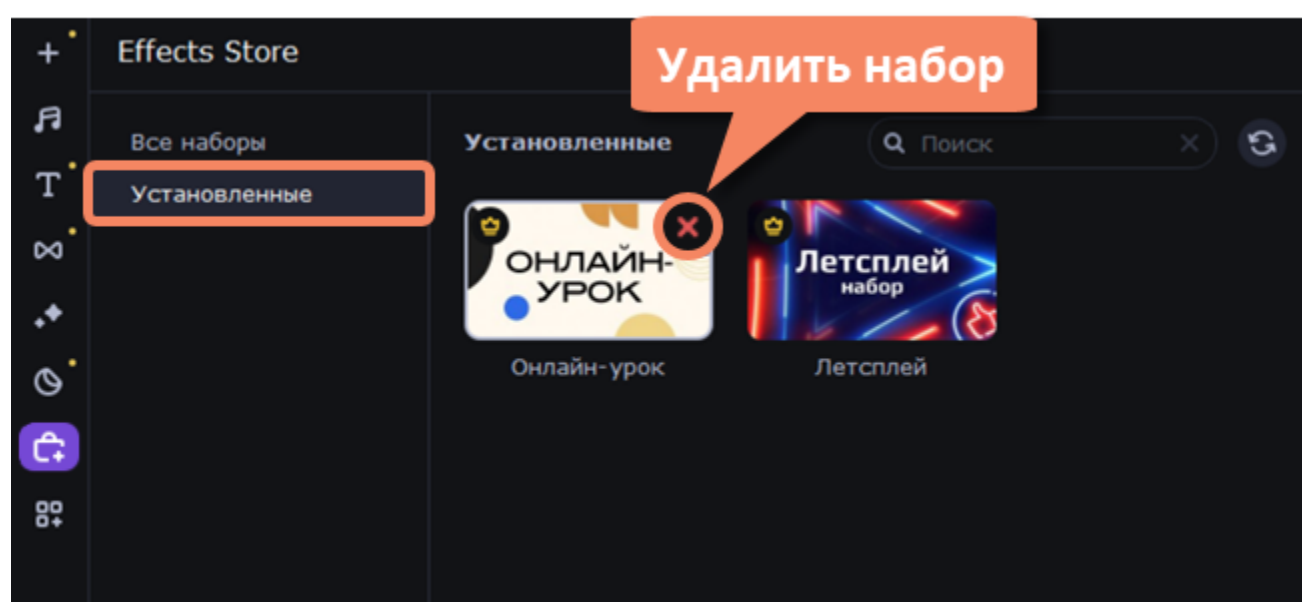 Effects Store
Удалить набор
Все наборы
Установленные
Установленные
Поиск
ОНЛАЙН-
УРОК
Летсплей
набор
Онлайн-урок
Летсплей